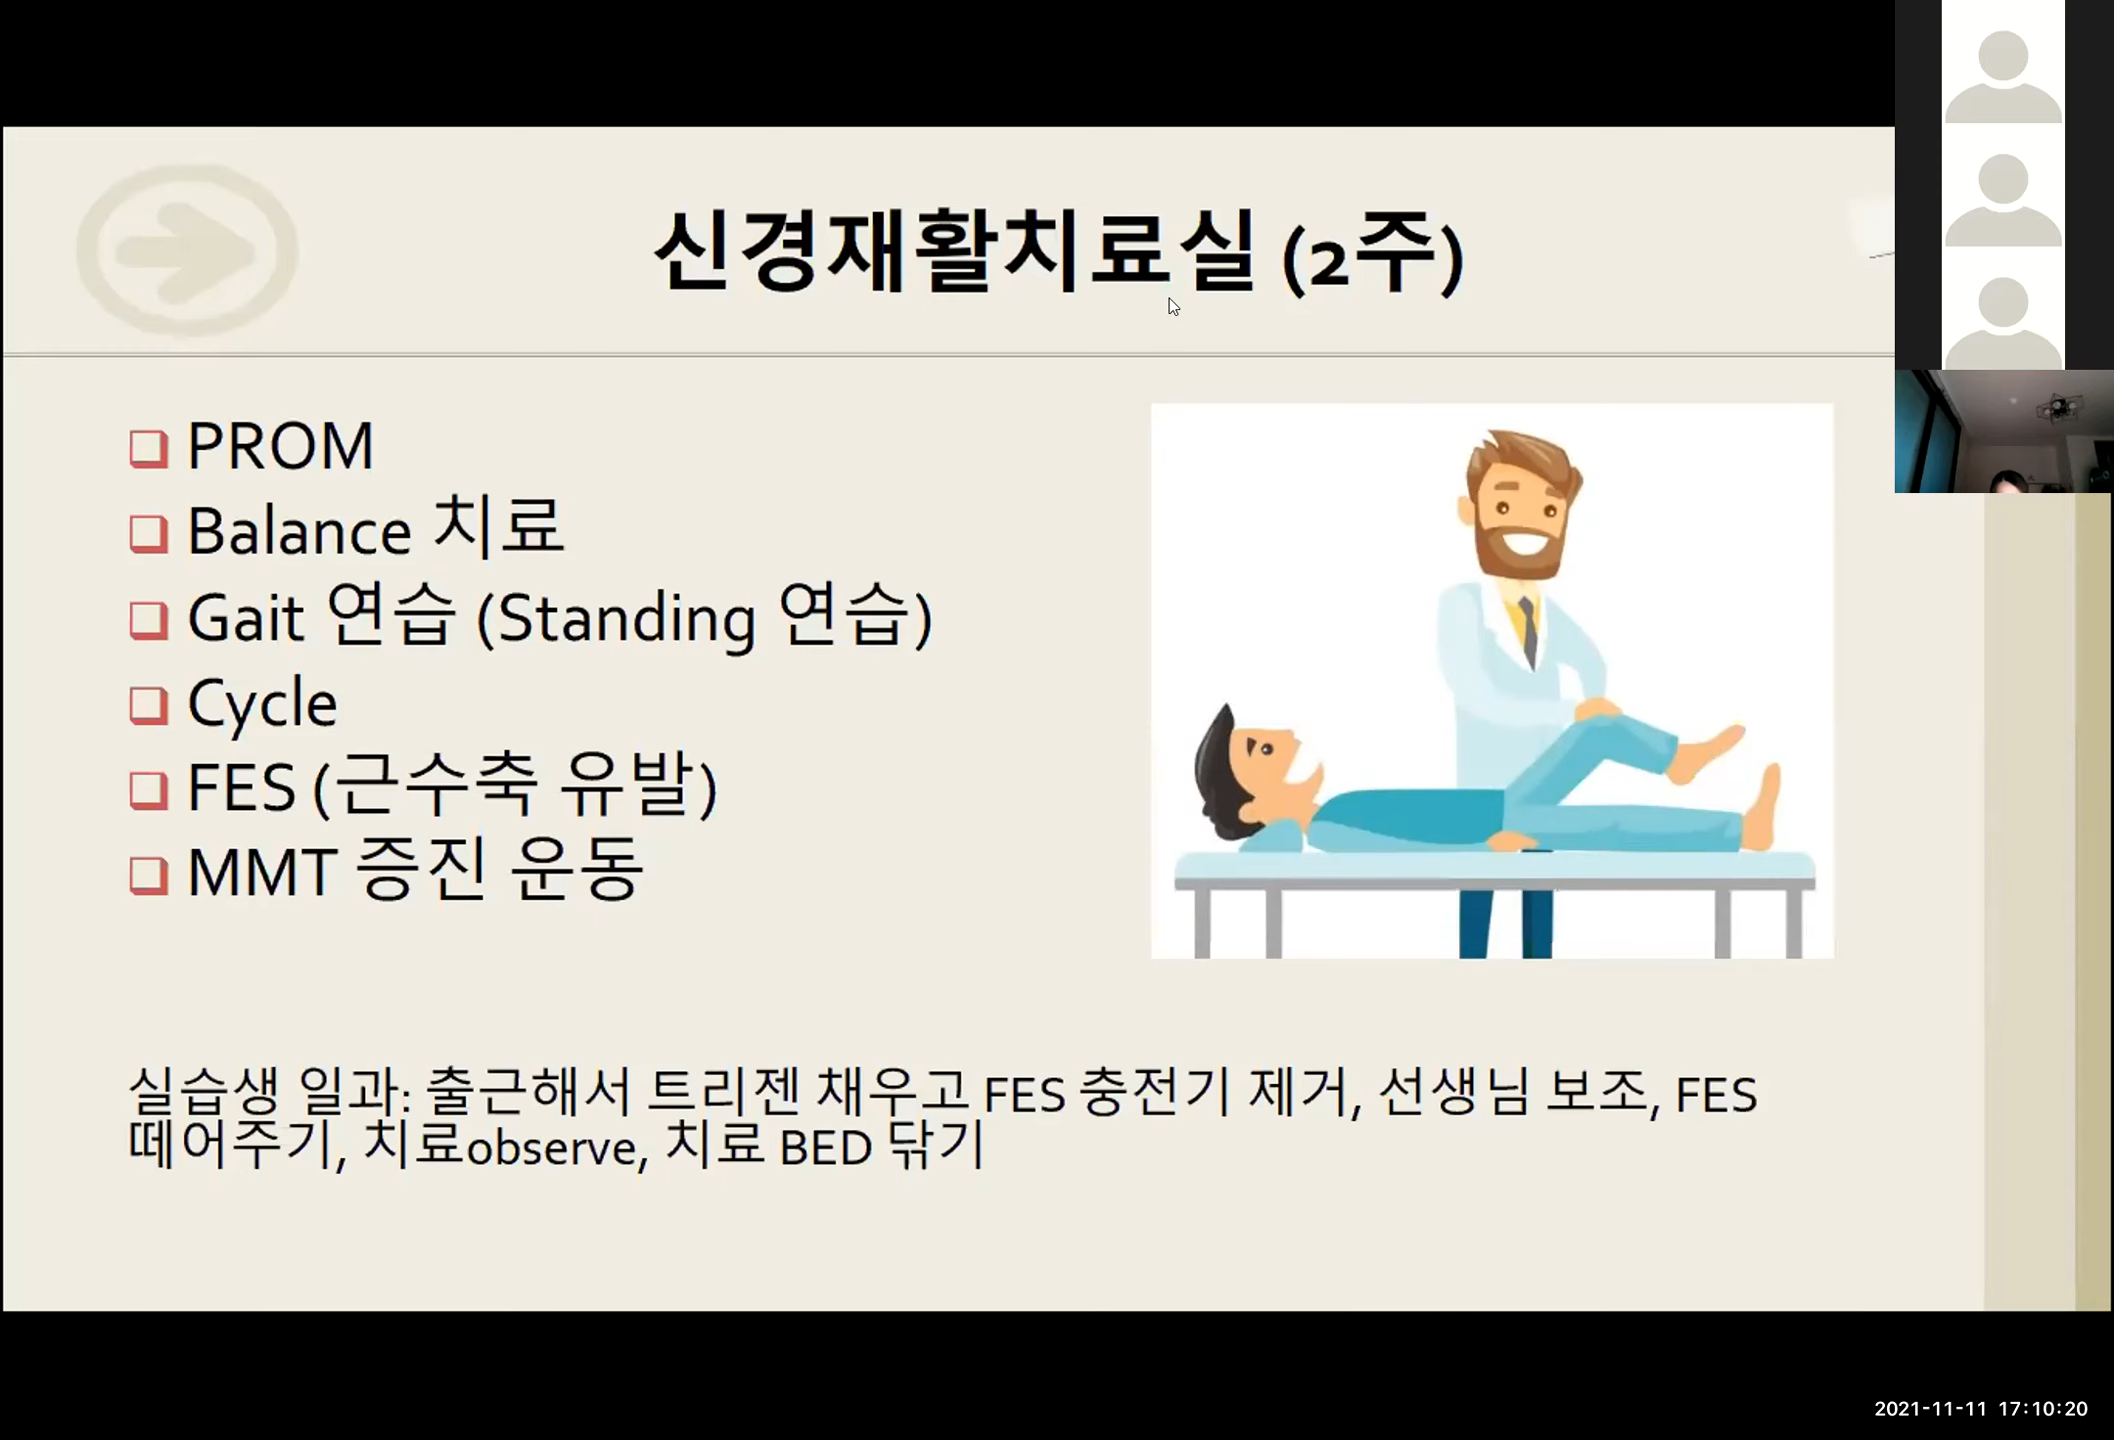 신경재활치료실 (2주)
PROM
Balance 치료
Gait 연습 (Standing 연습)
Cycle
FES (근수축 유발)
MMT 증진 운동
실습생 일과: 출근해서 트리젠 채우고 FES 충전기 제거, 선생님 보조, FES
떼어주기, 치료observe, 치료 BED 닦기
2021-11-11 17:10:20